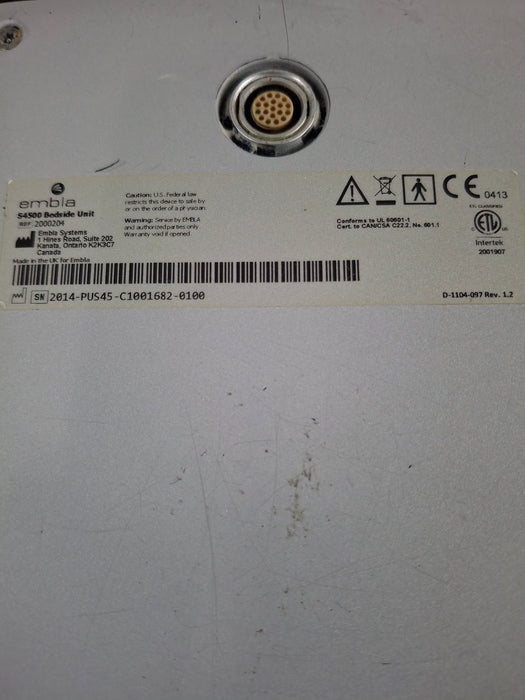 embla
S4500 Bedside Unit
REF 2000204
Embla Systems
1 Hines Road, Suite 202
Kanata, Ontario K2K3C7
Canada
Made in the UK for Embla
Caution: U.S. Federal law
restricts this device to sale by
or on the order of a physician.
Warning: Service by EMBLA
and authorized parties only
Warranty void if opened
CE 0413
Conforms to UL 60601-1
Cert. to CAN/CSA C22.2, No. 601.1
ETL CLASSIFIED
ETL
Intertek
2001907
SN 2014-PUS45-C1001682-0100
D-1104-097 Rev. 1.2